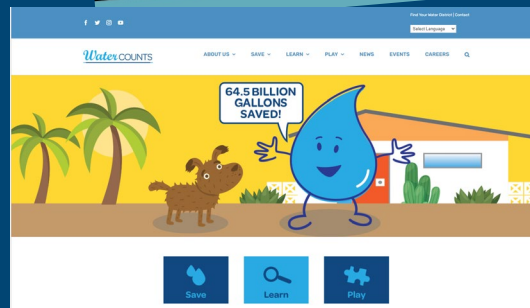 Find Your Water District | Contact
Select Language
Water COUNTS
ABOUT US
SAVE
LEARN
PLAY
NEWS
EVENTS
CAREERS
64.5 BILLION
GALLONS
SAVED!
Save
Learn
Play